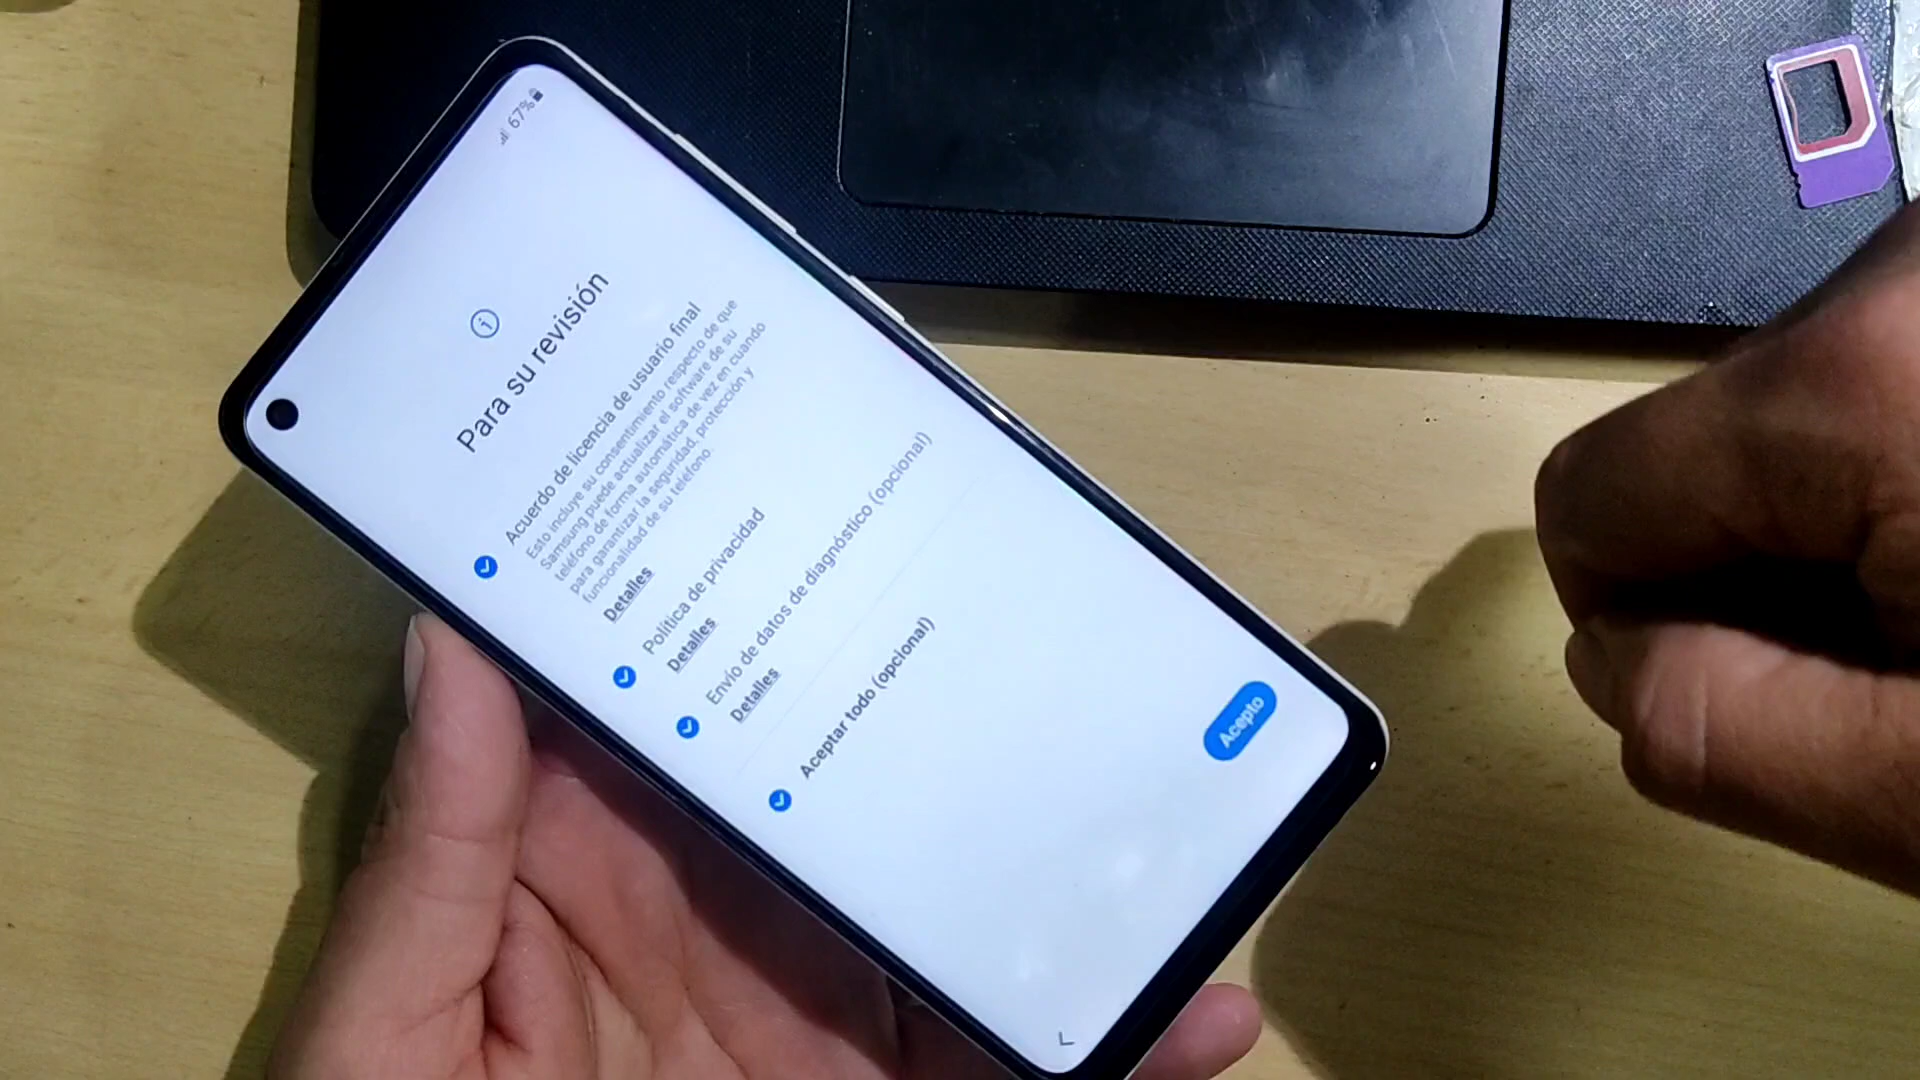 67%
Para su revisión
Acuerdo de licencia de usuario final
Esto incluye su consentimiento respecto de que
Samsung puede actualizar el software de su
teléfono de forma automática de vez en cuando
para garantizar la seguridad, protección y
funcionalidad de su teléfono.
Detalles
Política de privacidad
Detalles
Envío de datos de diagnóstico (opcional)
Detalles
Aceptar todo (opcional)
Acepto